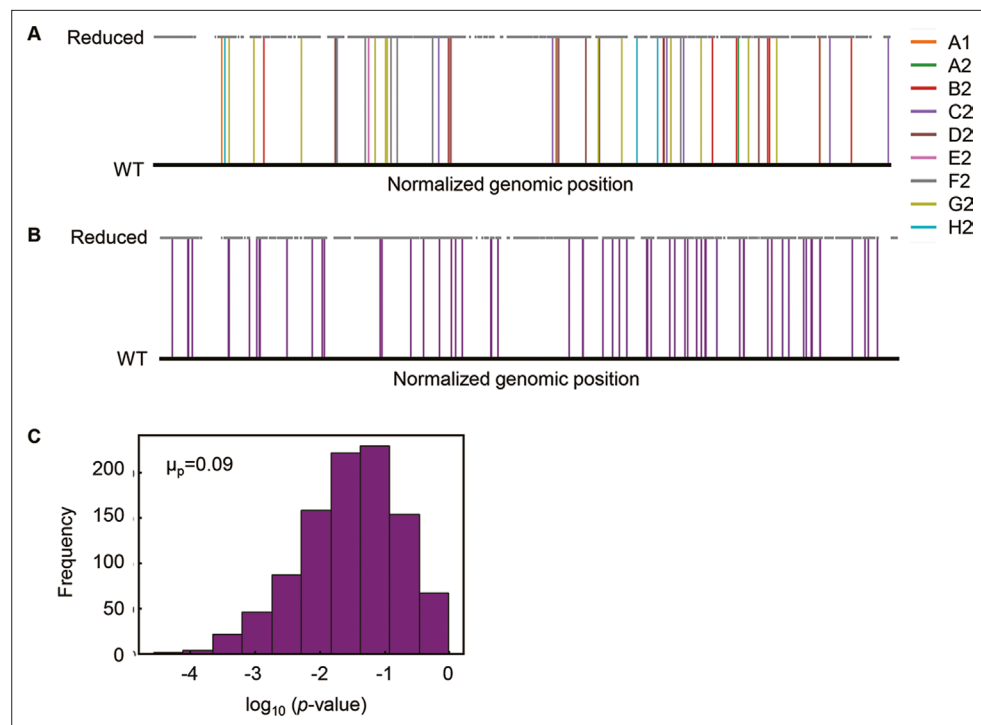 A
Reduced
WT
Normalized genomic position
A1
A2
B2
C2
D2
E2
F2
G2
H2
B
Reduced
WT
Normalized genomic position
C
μp=0.09
Frequency
200
150
100
50
0
-4 -3 -2 -1 0
log10 (p-value)